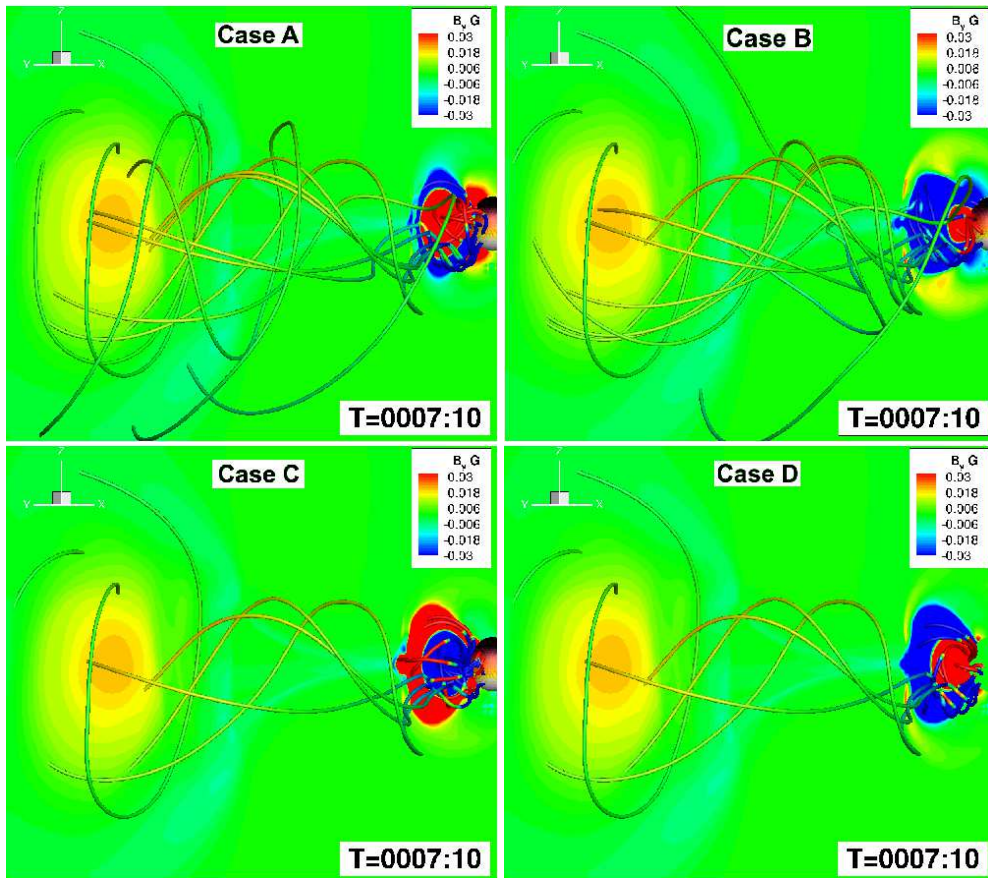 Case A
Z
Y
X
B_y G
0.03
0.018
0.006
-0.006
-0.018
-0.03
T=0007:10
Case B
Z
Y
X
B_y G
0.03
0.018
0.006
-0.006
-0.018
-0.03
T=0007:10
Case C
Z
Y
X
B_y G
0.03
0.018
0.006
-0.006
-0.018
-0.03
T=0007:10
Case D
Z
Y
X
B_y G
0.03
0.018
0.006
-0.006
-0.018
-0.03
T=0007:10